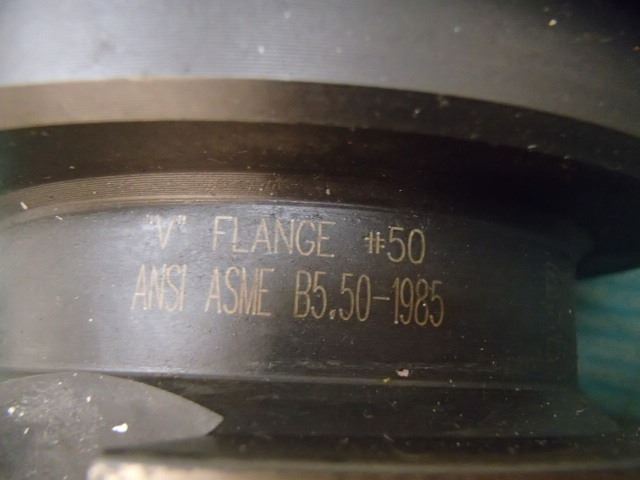 "V" FLANGE #50
ANSI ASME B5.50-1985